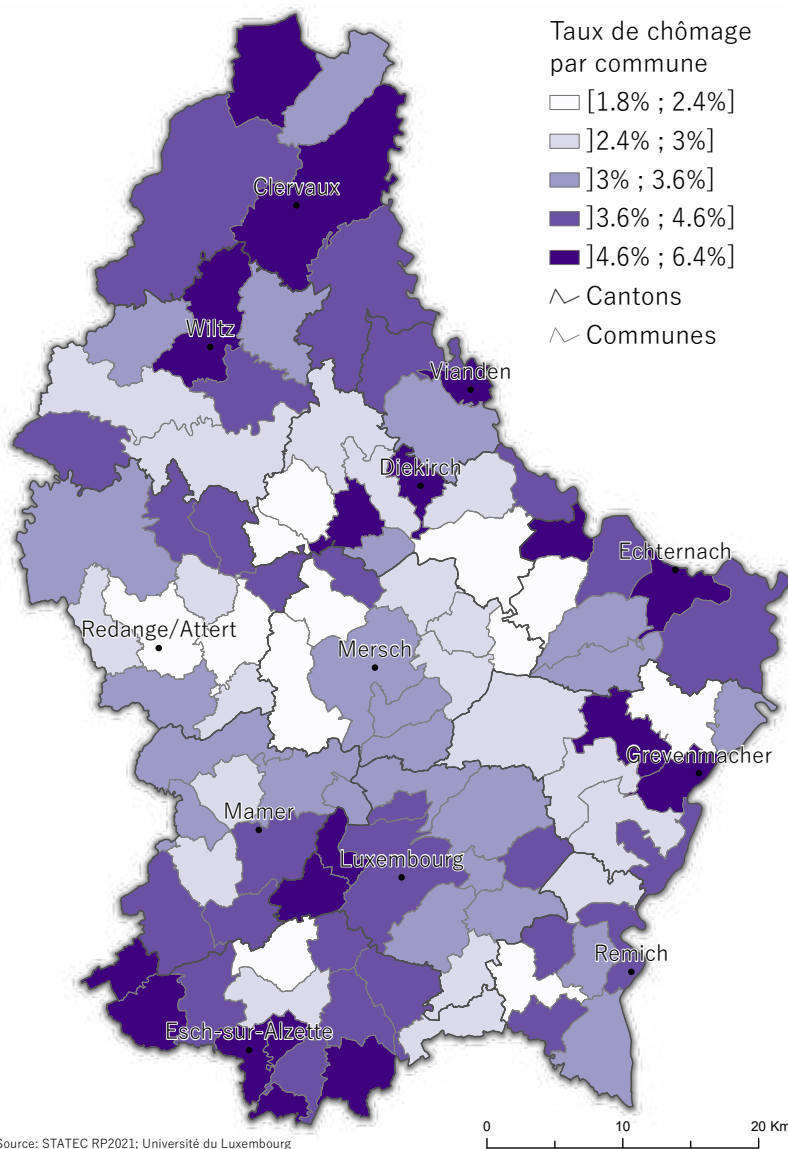 Taux de chômage
par commune
[1.8% ; 2.4%]
]2.4% ; 3%]
]3% ; 3.6%]
]3.6% ; 4.6%]
]4.6% ; 6.4%]
Cantons
Communes
Clervaux
Wiltz
Vianden
Diekirch
Echternach
Redange/Attert
Mersch
Grevenmacher
Mamer
Luxembourg
Remich
Esch-sur-Alzette
0 10 20 Km
Source: STATEC RP2021; Université du Luxembourg